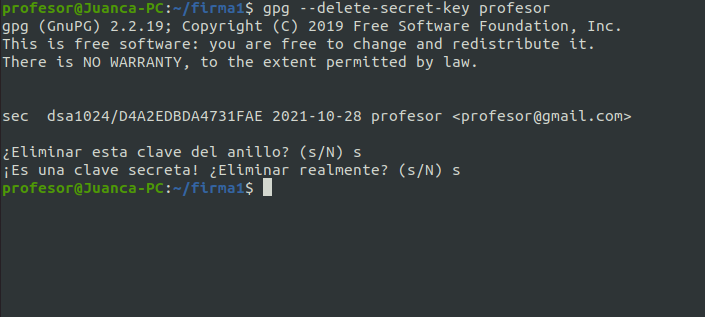 profesor@Juanca-PC:~/firma1$ gpg --delete-secret-key profesor
gpg (GnuPG) 2.2.19; Copyright (C) 2019 Free Software Foundation, Inc.
This is free software: you are free to change and redistribute it.
There is NO WARRANTY, to the extent permitted by law.
sec  dsa1024/D4A2EDBDA4731FAE 2021-10-28 profesor <profesor@gmail.com>
¿Eliminar esta clave del anillo? (s/N) s
¡Es una clave secreta! ¿Eliminar realmente? (s/N) s
profesor@Juanca-PC:~/firma1$